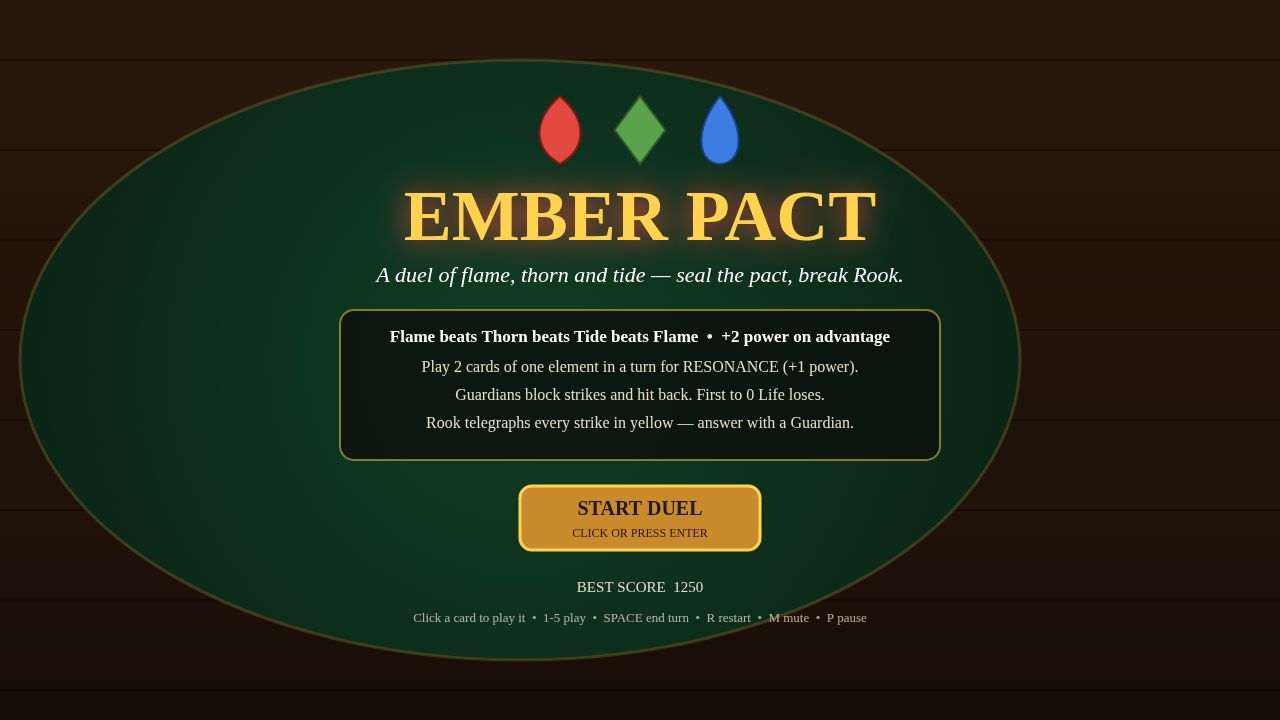 EMBER PACT
A duel of flame, thorn and tide — seal the pact, break Rook.
Flame beats Thorn beats Tide beats Flame • +2 power on advantage
Play 2 cards of one element in a turn for RESONANCE (+1 power).
Guardians block strikes and hit back. First to 0 Life loses.
Rook telegraphs every strike in yellow — answer with a Guardian.
START DUEL
CLICK OR PRESS ENTER
BEST SCORE 1250
Click a card to play it • 1-5 play • SPACE end turn • R restart • M mute • P pause